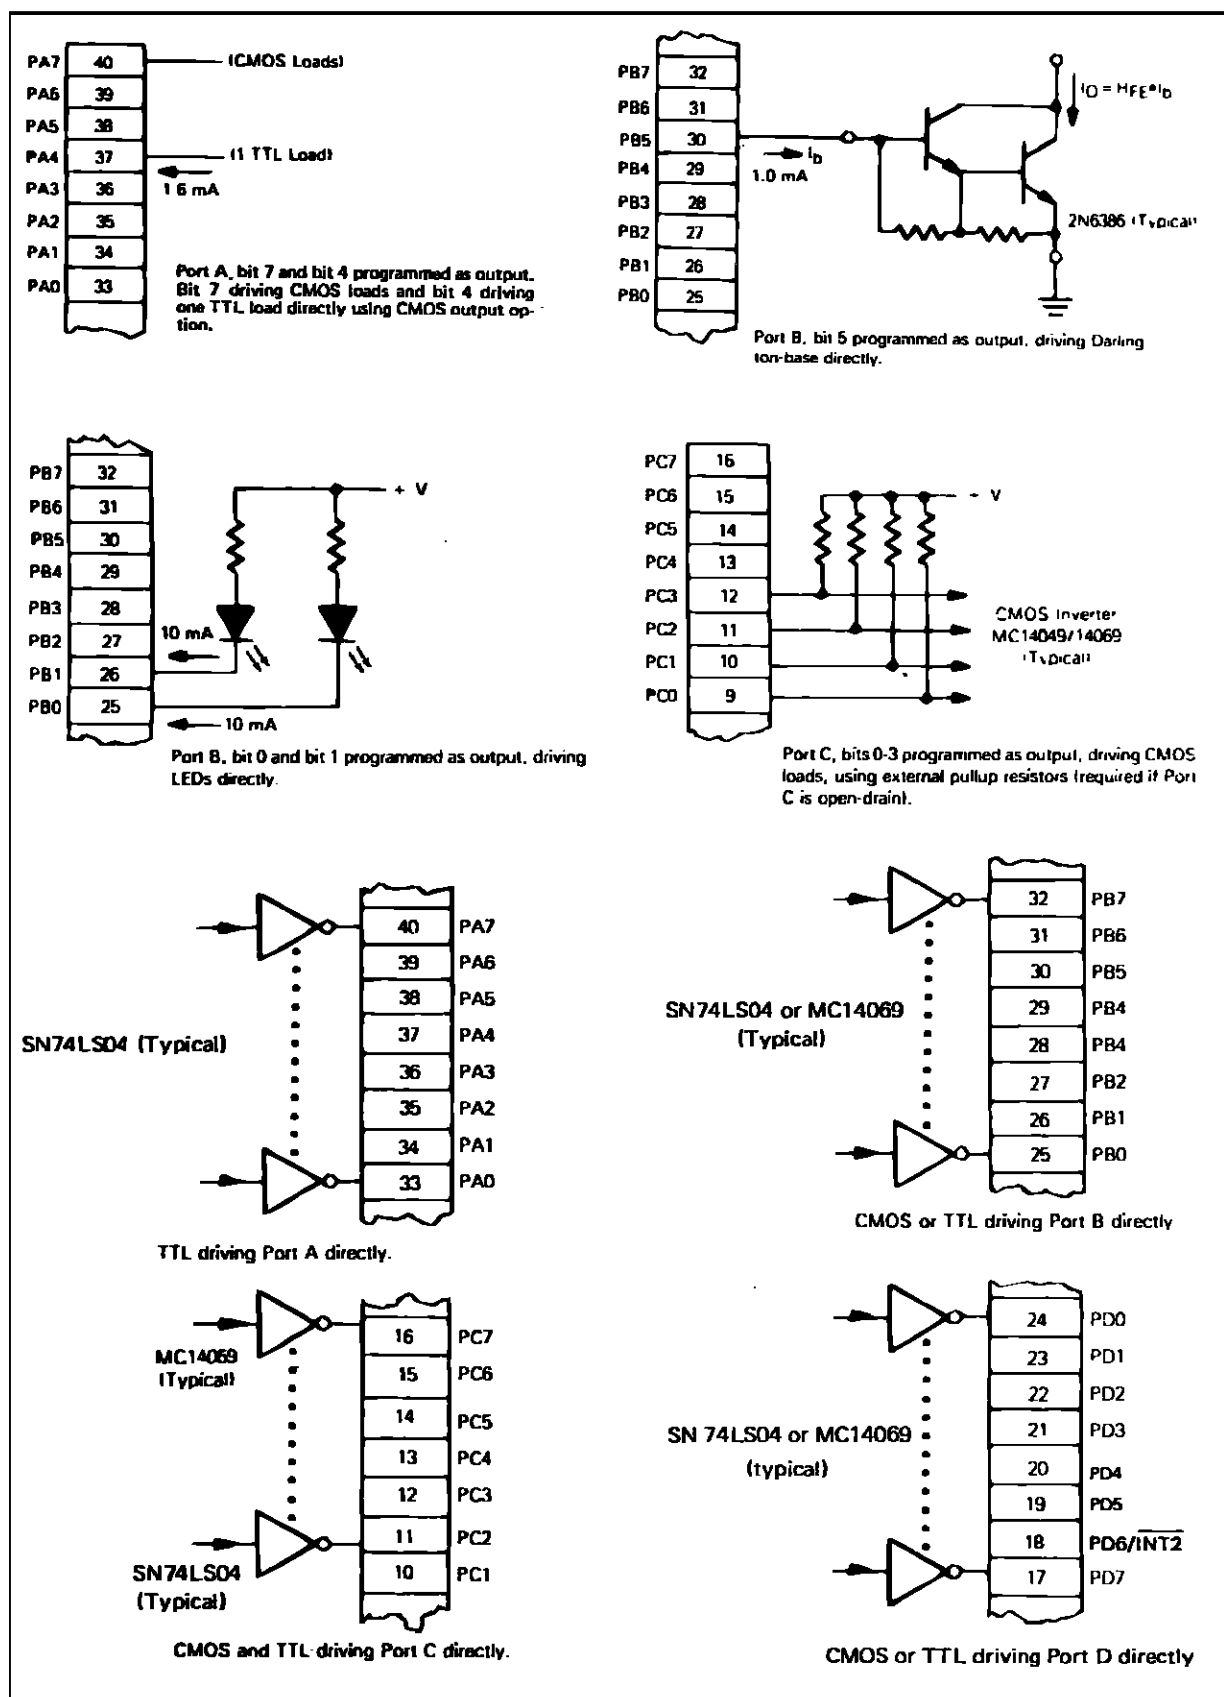 PA7 40 (CMOS Loads)
PA6 39
PA5 38
PA4 37 (1 TTL Load)
1 6 mA
PA3 36
PA2 35
PA1 34
PA0 33
Port A, bit 7 and bit 4 programmed as output.
Bit 7 driving CMOS loads and bit 4 driving
one TTL load directly using CMOS output op-
tion.
PB7 32
PB6 31
PB5 30
PB4 29
PB3 28
PB2 27
PB1 26
PB0 25
Ib
1.0 mA
IO = HFE*Ib
2N6386 (Typical)
Port B, bit 5 programmed as output, driving Darling
ton-base directly.
PB7 32
PB6 31
PB5 30
PB4 29
PB3 28
PB2 27
PB1 26
PB0 25
+ V
10 mA
10 mA
Port B, bit 0 and bit 1 programmed as output, driving
LEDs directly.
PC7 16
PC6 15
PC5 14
PC4 13
PC3 12
PC2 11
PC1 10
PC0 9
+ V
CMOS Inverter
MC14049/14069
(Typical)
Port C, bits 0-3 programmed as output, driving CMOS
loads, using external pullup resistors (required if Port
C is open-drain).
SN74LS04 (Typical)
40 PA7
39 PA6
38 PA5
37 PA4
36 PA3
35 PA2
34 PA1
33 PA0
TTL driving Port A directly.
SN74LS04 or MC14069
(Typical)
32 PB7
31 PB6
30 PB5
29 PB4
28 PB4
27 PB2
26 PB1
25 PB0
CMOS or TTL driving Port B directly
MC14069
(Typical)
SN74LS04
(Typical)
16 PC7
15 PC6
14 PC5
13 PC4
12 PC3
11 PC2
10 PC1
CMOS and TTL driving Port C directly.
SN 74LS04 or MC14069
(typical)
24 PD0
23 PD1
22 PD2
21 PD3
20 PD4
19 PD5
18 PD6/INT2
17 PD7
CMOS or TTL driving Port D directly